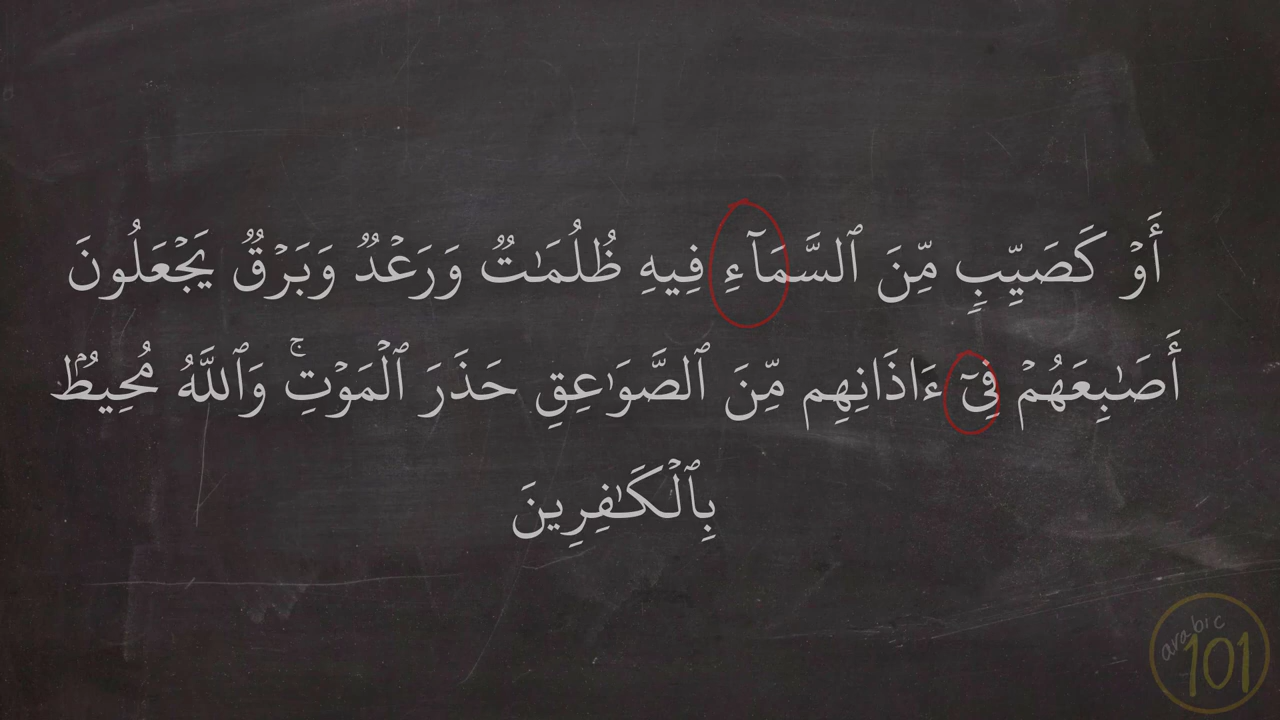 أَوۡ كَصَيِّبٖ مِّنَ ٱلسَّمَآءِ فِيهِ ظُلُمَٰتٞ وَرَعۡدٞ وَبَرۡقٞ يَجۡعَلُونَ
أَصَٰبِعَهُمۡ فِيٓ ءَاذَانِهِم مِّنَ ٱلصَّوَٰعِقِ حَذَرَ ٱلۡمَوۡتِۚ وَٱللَّهُ مُحِيطُۢ
بِٱلۡكَٰفِرِينَ
arabic
101